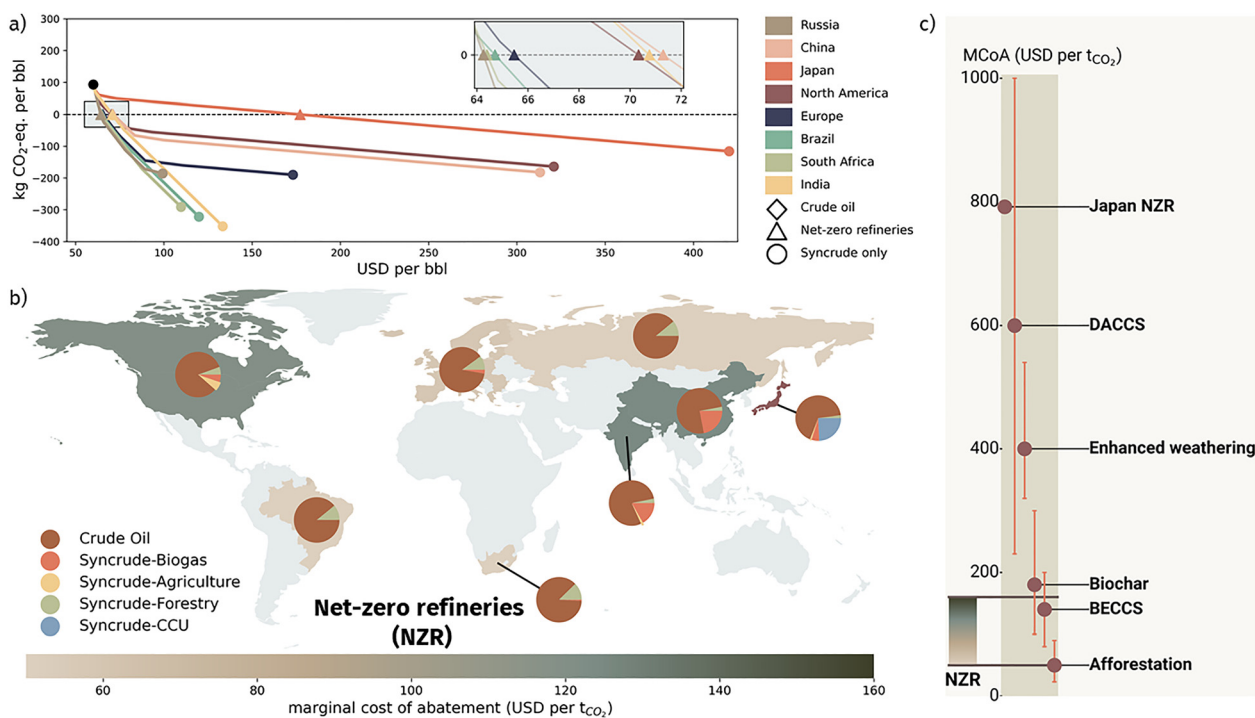 a)
300
200
100
0
−100
−200
−300
−400
kg CO2-eq. per bbl
50
100
150
200
250
300
350
400
USD per bbl
0
64
66
68
70
72
Russia
China
Japan
North America
Europe
Brazil
South Africa
India
Crude oil
Net-zero refineries
Syncrude only
b)
Crude Oil
Syncrude-Biogas
Syncrude-Agriculture
Syncrude-Forestry
Syncrude-CCU
Net-zero refineries
(NZR)
60
80
100
120
140
160
marginal cost of abatement (USD per tCO2)
c)
MCoA (USD per tCO2)
1000
800
600
400
200
0
Japan NZR
DACCS
Enhanced weathering
Biochar
BECCS
Afforestation
NZR